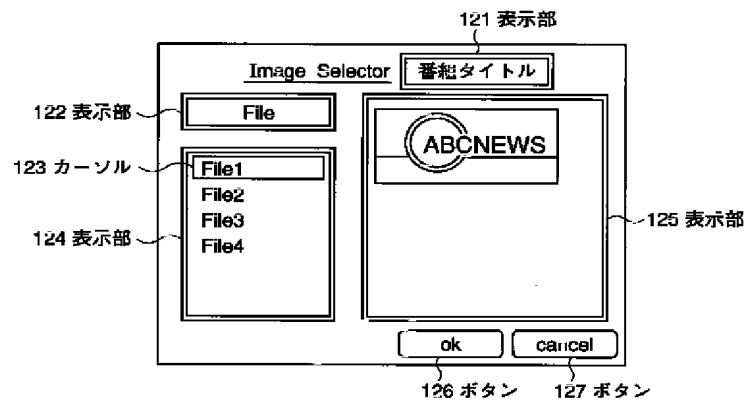 121 表示部
Image Selector
番組タイトル
122 表示部
File
123 カーソル
File1
File2
File3
File4
124 表示部
ABCNEWS
125 表示部
ok
cancel
126 ボタン
127 ボタン